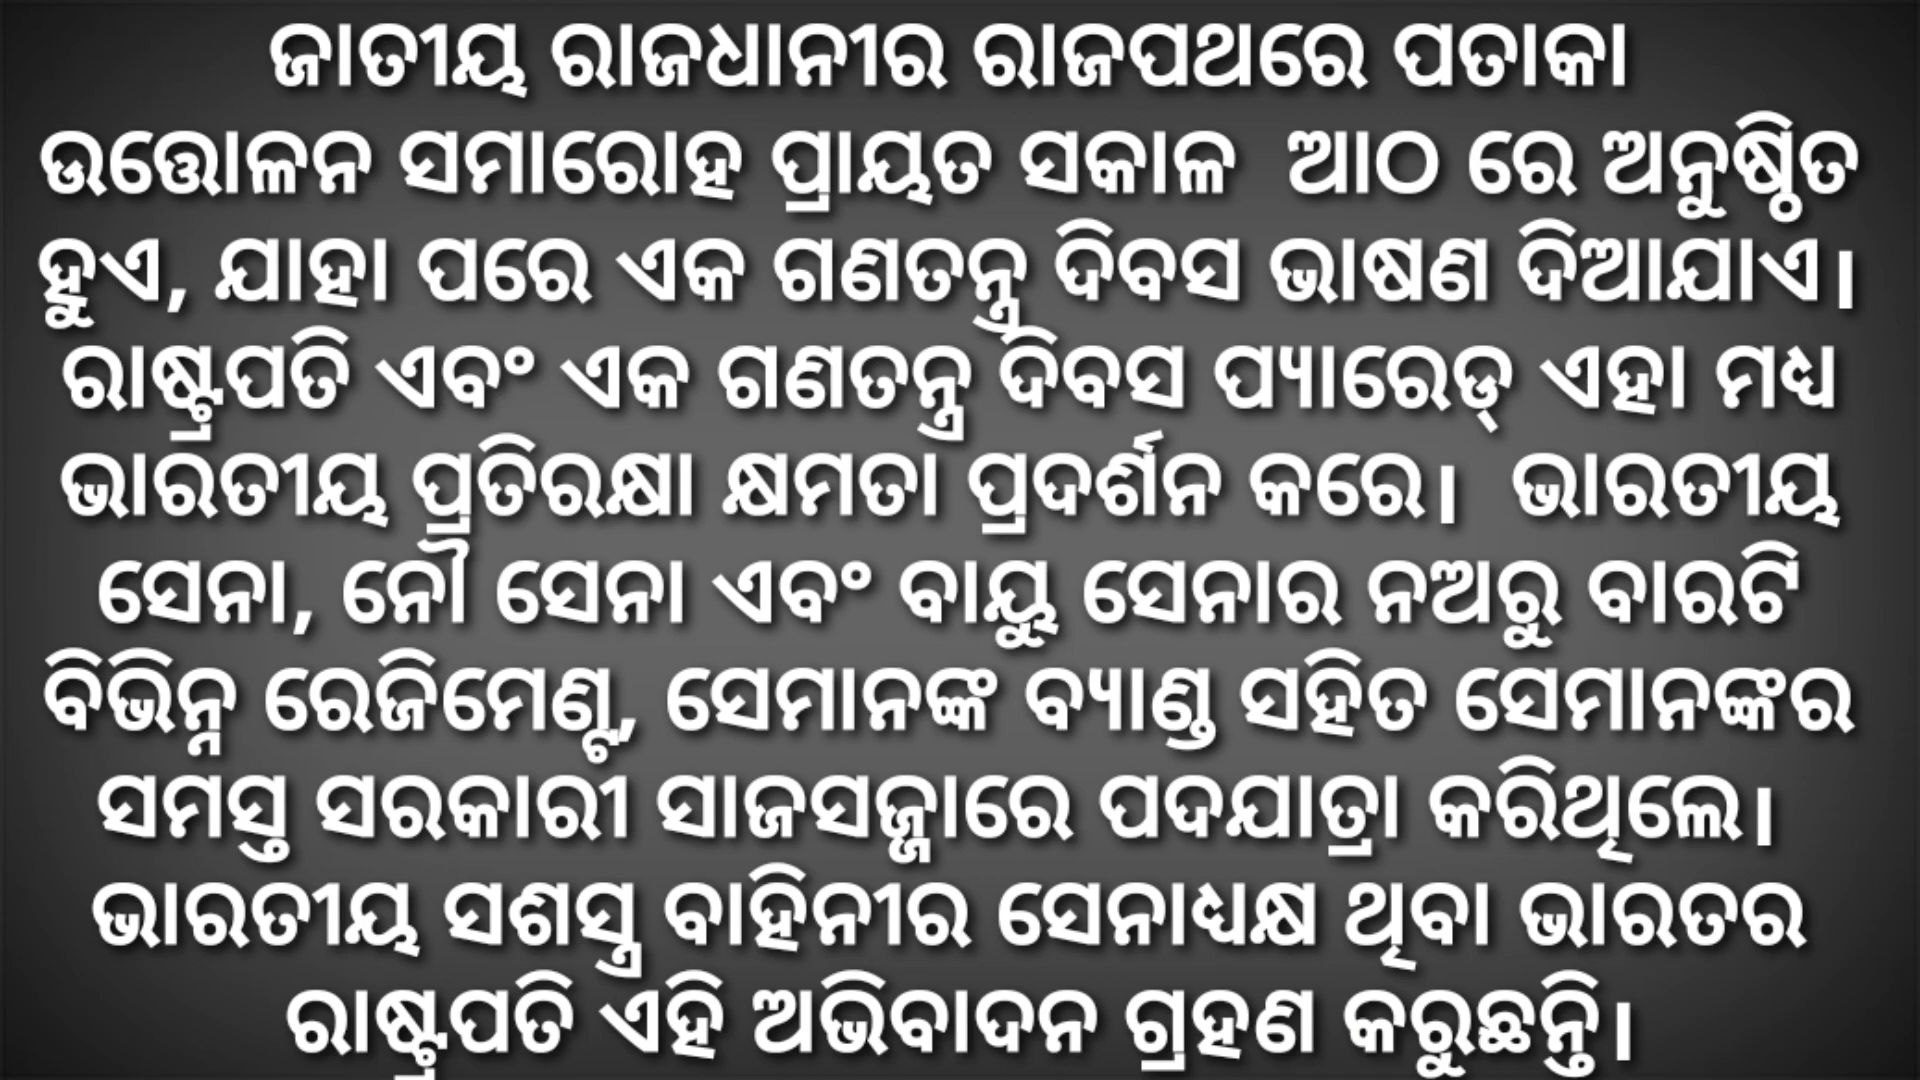 ଜାତୀୟ ରାଜଧାନୀର ରାଜପଥରେ ପତାକା
ଉତ୍ତୋଳନ ସମାରୋହ ପ୍ରାୟତ ସକାଳ ଆଠ ରେ ଅନୁଷ୍ଠିତ
ହୁଏ, ଯାହା ପରେ ଏକ ଗଣତନ୍ତ୍ର ଦିବସ ଭାଷଣ ଦିଆଯାଏ।
ରାଷ୍ଟ୍ରପତି ଏବଂ ଏକ ଗଣତନ୍ତ୍ର ଦିବସ ପ୍ୟାରେଡ୍ ଏହା ମଧ୍ୟ
ଭାରତୀୟ ପ୍ରତିରକ୍ଷା କ୍ଷମତା ପ୍ରଦର୍ଶନ କରେ। ଭାରତୀୟ
ସେନା, ନୌ ସେନା ଏବଂ ବାୟୁ ସେନାର ନଅରୁ ବାରଟି
ବିଭିନ୍ନ ରେଜିମେଣ୍ଟ, ସେମାନଙ୍କ ବ୍ୟାଣ୍ଡ ସହିତ ସେମାନଙ୍କର
ସମସ୍ତ ସରକାରୀ ସାଜସଜ୍ଜାରେ ପଦଯାତ୍ରା କରିଥିଲେ।
ଭାରତୀୟ ସଶସ୍ତ୍ର ବାହିନୀର ସେନାଧ୍ୟକ୍ଷ ଥିବା ଭାରତର
ରାଷ୍ଟ୍ରପତି ଏହି ଅଭିବାଦନ ଗ୍ରହଣ କରୁଛନ୍ତି।